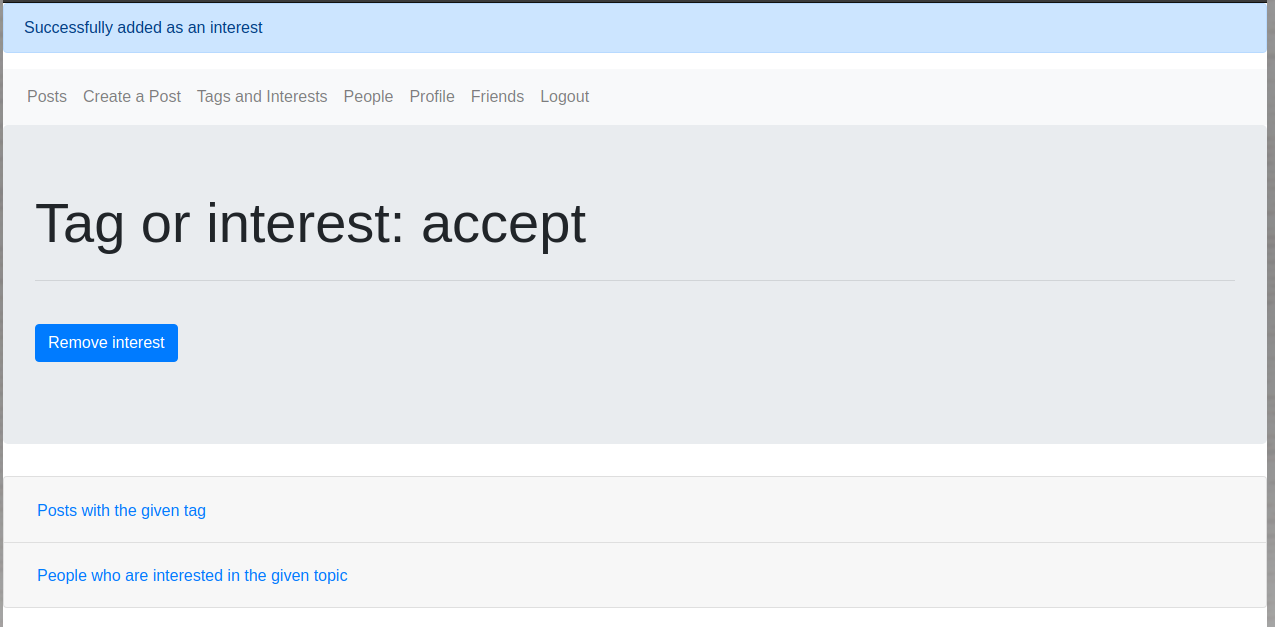 Successfully added as an interest
Posts Create a Post Tags and Interests People Profile Friends Logout
Tag or interest: accept
Remove interest
Posts with the given tag
People who are interested in the given topic